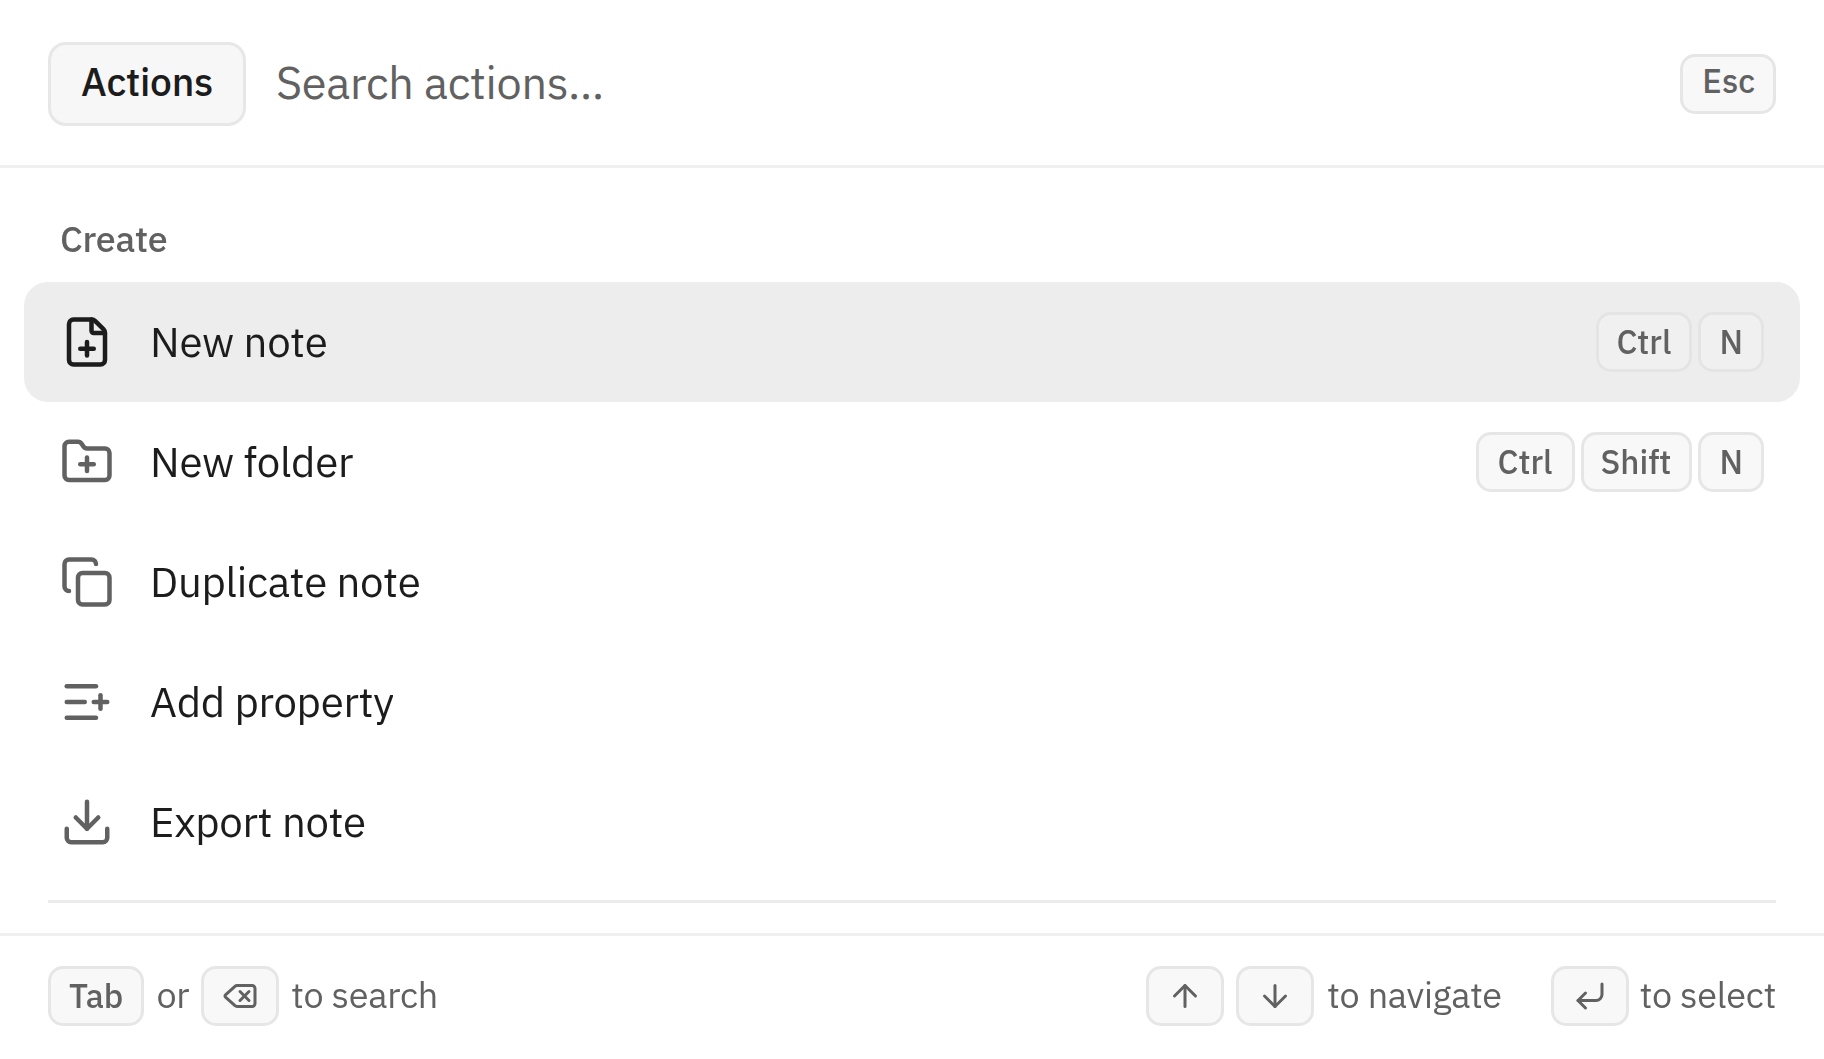 Actions Search actions... Esc
Create
New note Ctrl N
New folder Ctrl Shift N
Duplicate note
Add property
Export note
Tab or to search to navigate to select